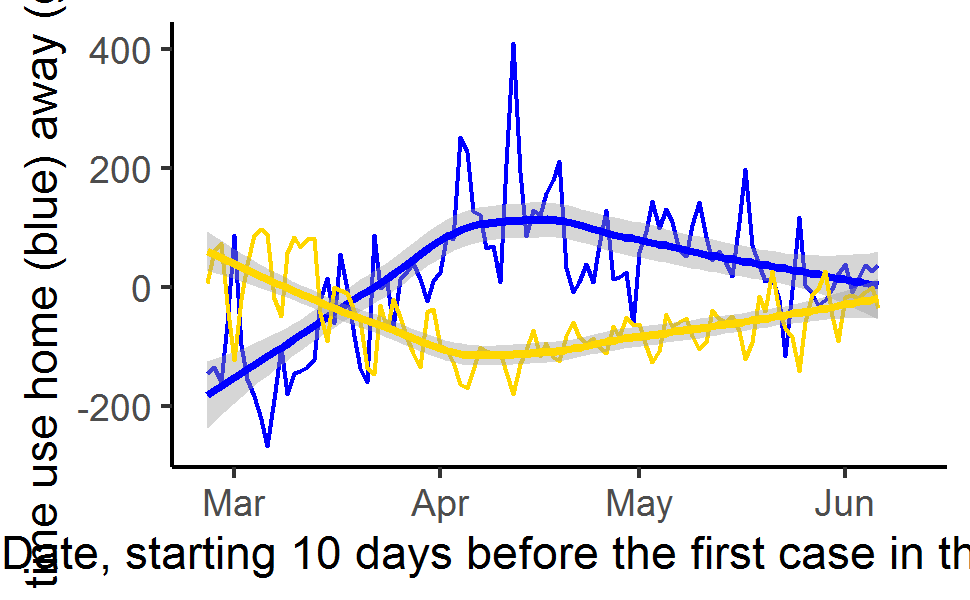 time use home (blue) away (
400
200
0
-200
Mar Apr May Jun
Date, starting 10 days before the first case in th